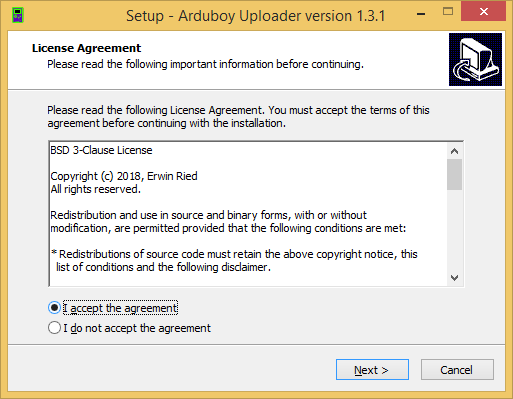 Setup - Arduboy Uploader version 1.3.1
License Agreement
Please read the following important information before continuing.
Please read the following License Agreement. You must accept the terms of this
agreement before continuing with the installation.
BSD 3-Clause License
Copyright (c) 2018, Erwin Ried
All rights reserved.
Redistribution and use in source and binary forms, with or without
modification, are permitted provided that the following conditions are met:
* Redistributions of source code must retain the above copyright notice, this
list of conditions and the following disclaimer.
I accept the agreement
I do not accept the agreement
Next >
Cancel